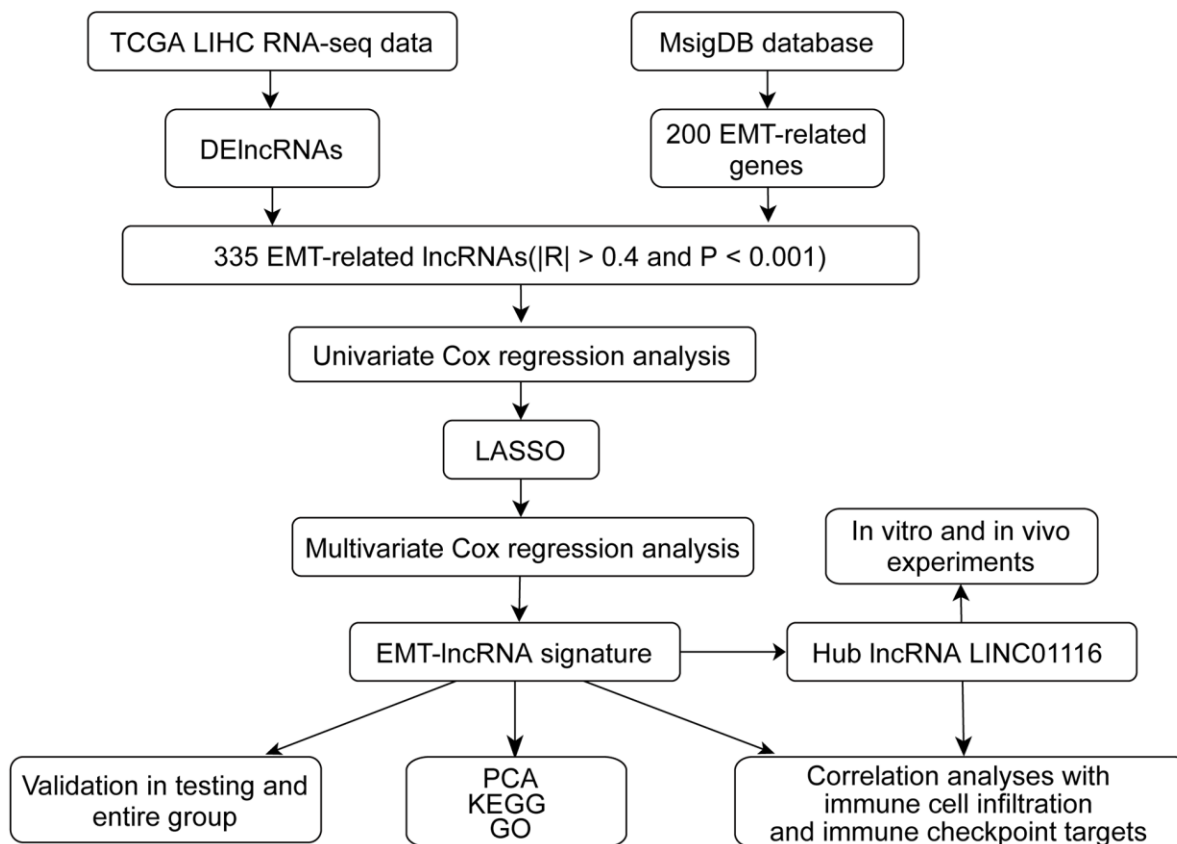 TCGA LIHC RNA-seq data
MsigDB database
DElncRNAs
200 EMT-related
genes
335 EMT-related lncRNAs(|R| > 0.4 and P < 0.001)
Univariate Cox regression analysis
LASSO
Multivariate Cox regression analysis
In vitro and in vivo
experiments
EMT-lncRNA signature
Hub lncRNA LINC01116
Validation in testing and
entire group
PCA
KEGG
GO
Correlation analyses with
immune cell infiltration
and immune checkpoint targets